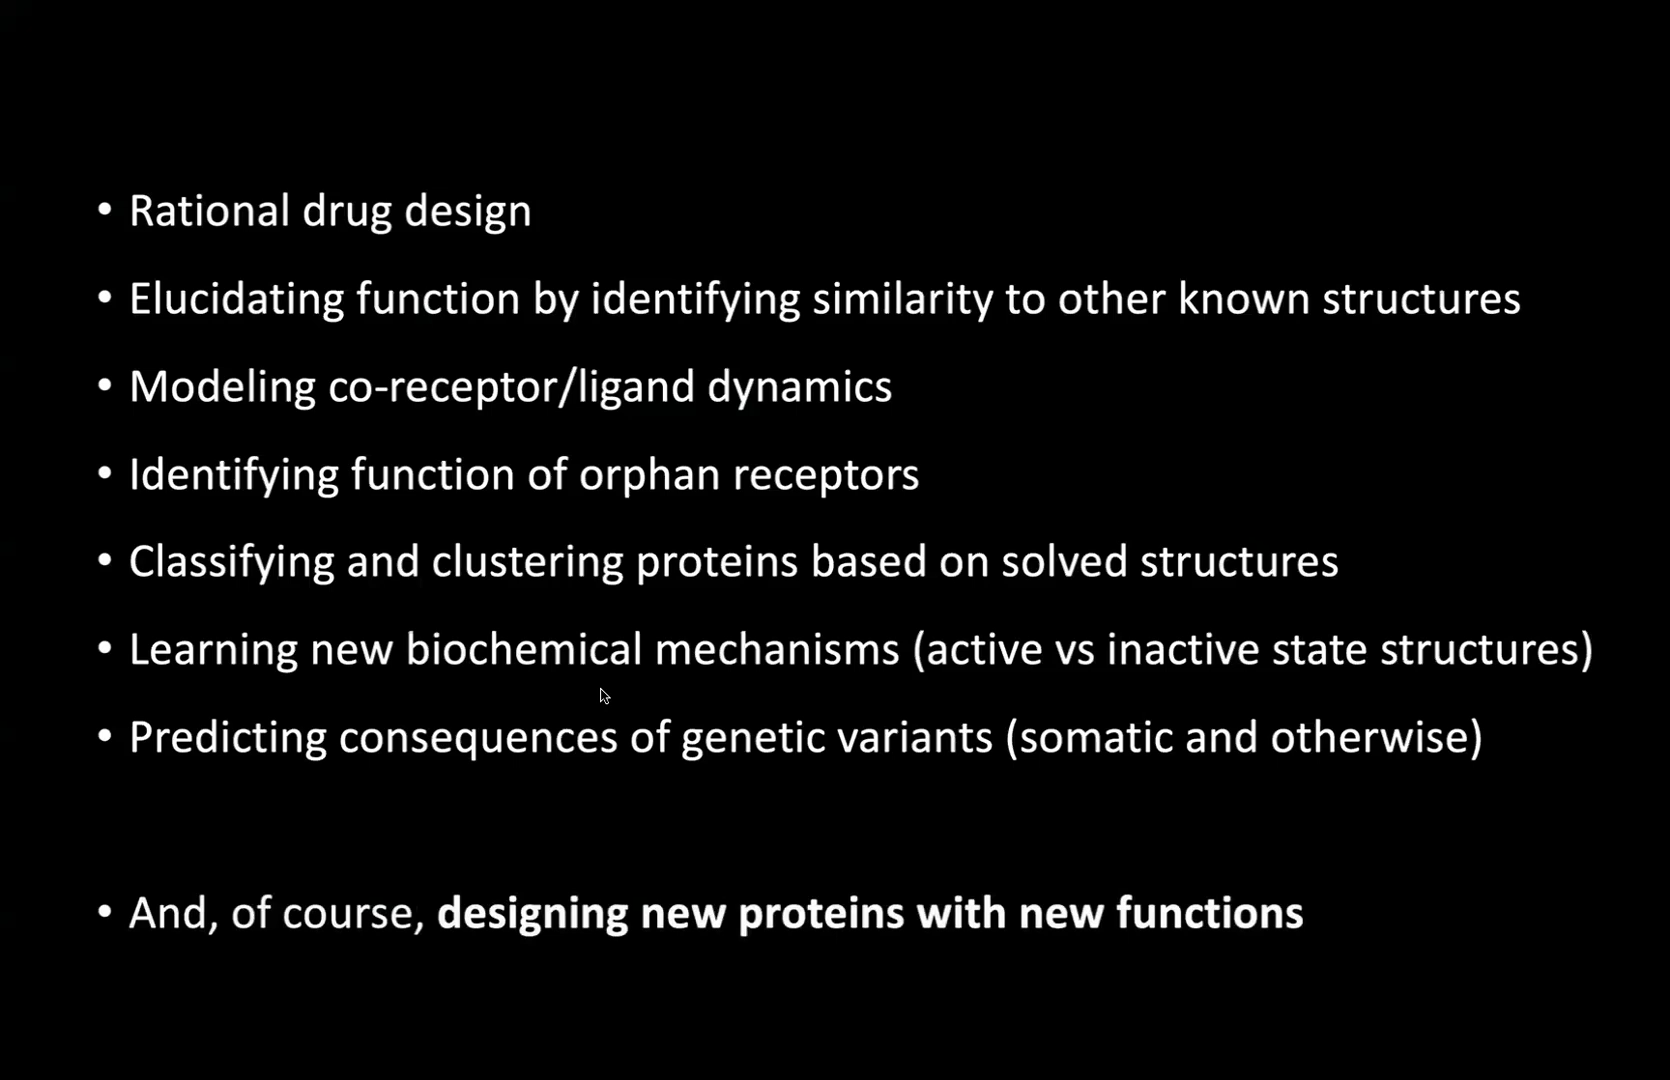 • Rational drug design
• Elucidating function by identifying similarity to other known structures
• Modeling co-receptor/ligand dynamics
• Identifying function of orphan receptors
• Classifying and clustering proteins based on solved structures
• Learning new biochemical mechanisms (active vs inactive state structures)
• Predicting consequences of genetic variants (somatic and otherwise)
• And, of course, designing new proteins with new functions